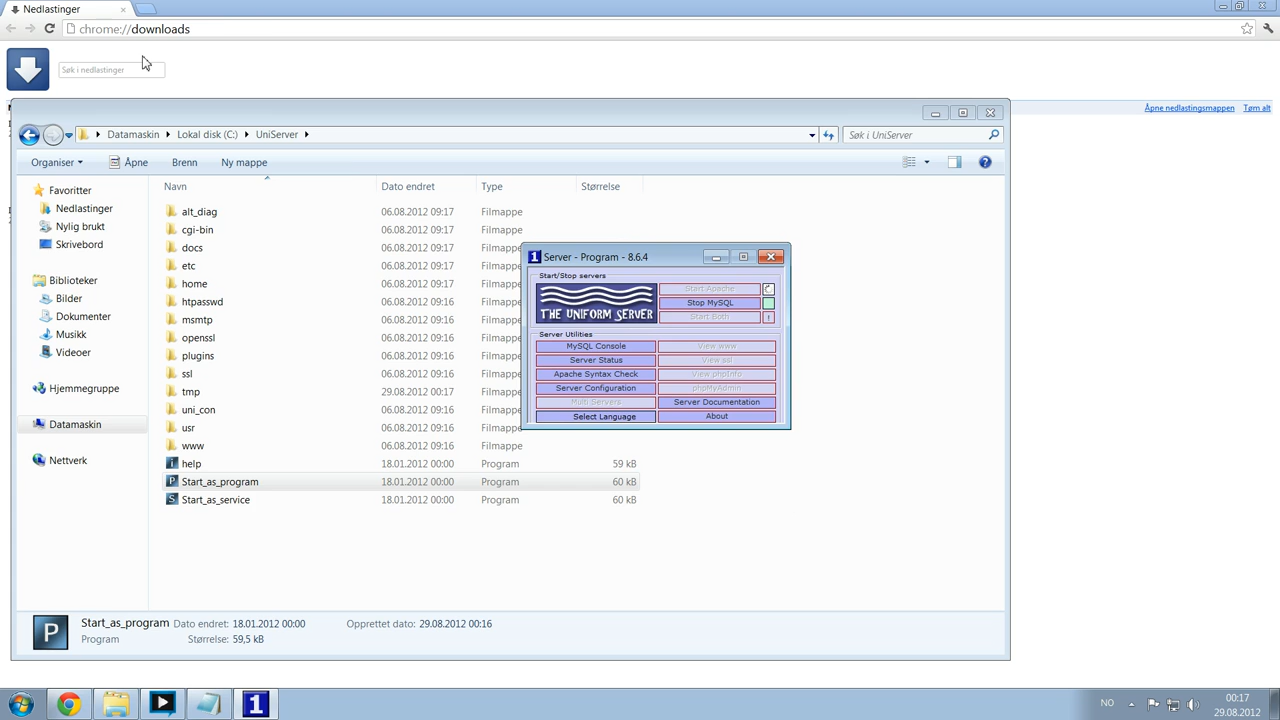 Nedlastinger
chrome://downloads
Søk i nedlastinger
Åpne nedlastingsmappen Tøm alt
Datamaskin Lokal disk (C:) UniServer
Søk i UniServer
Organiser Åpne Brenn Ny mappe
Navn Dato endret Type Størrelse
Favoritter
Nedlastinger
Nylig brukt
Skrivebord
Biblioteker
Bilder
Dokumenter
Musikk
Videoer
Hjemmegruppe
Datamaskin
Nettverk
alt_diag 06.08.2012 09:17 Filmappe
cgi-bin 06.08.2012 09:17 Filmappe
docs 06.08.2012 09:17 Filmappe
etc 06.08.2012 09:17 Filmappe
home 06.08.2012 09:17 Filmappe
htpasswd 06.08.2012 09:16 Filmappe
msmtp 06.08.2012 09:16 Filmappe
openssl 06.08.2012 09:16 Filmappe
plugins 06.08.2012 09:16 Filmappe
ssl 06.08.2012 09:17 Filmappe
tmp 29.08.2012 00:17 Filmappe
uni_con 06.08.2012 09:16 Filmappe
usr 06.08.2012 09:17 Filmappe
www 06.08.2012 09:16 Filmappe
help 18.01.2012 00:00 Program 59 kB
Start_as_program 18.01.2012 00:00 Program 60 kB
Start_as_service 18.01.2012 00:00 Program 60 kB
1 Server - Program - 8.6.4
Start/Stop servers
THE UNIFORM SERVER
Start Apache
Stop MySQL
Start Both !
Server Utilities
MySQL Console View www
Server Status View ssl
Apache Syntax Check View phpInfo
Server Configuration phpMyAdmin
Multi Servers Server Documentation
Select Language About
P
Start_as_program Dato endret: 18.01.2012 00:00 Opprettet dato: 29.08.2012 00:16
Program Størrelse: 59,5 kB
1
NO
00:17
29.08.2012